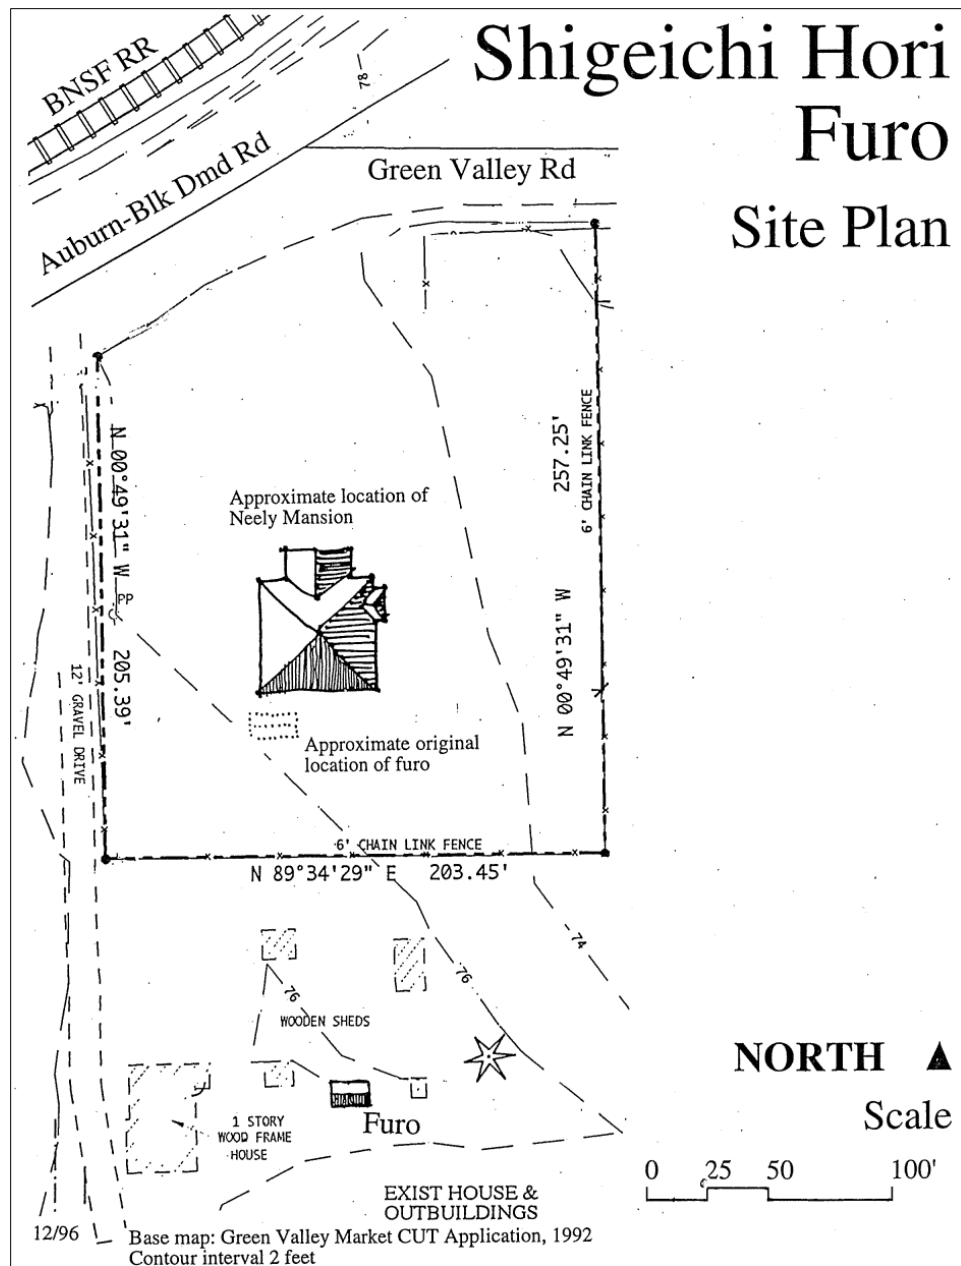 Shigeichi Hori
Furo
Site Plan
BNSF RR
Auburn-Blk Dmd Rd
78
Green Valley Rd
N 00°49'31" W
PP
205.39'
12' GRAVEL DRIVE
257.25'
6' CHAIN LINK FENCE
N 00°49'31" W
Approximate location of
Neely Mansion
Approximate original
location of furo
6' CHAIN LINK FENCE
N 89°34'29" E 203.45'
74
76
76
WOODEN SHEDS
1 STORY
WOOD FRAME
HOUSE
Furo
NORTH
Scale
0 25 50 100'
EXIST HOUSE &
OUTBUILDINGS
12/96
Base map: Green Valley Market CUT Application, 1992
Contour interval 2 feet